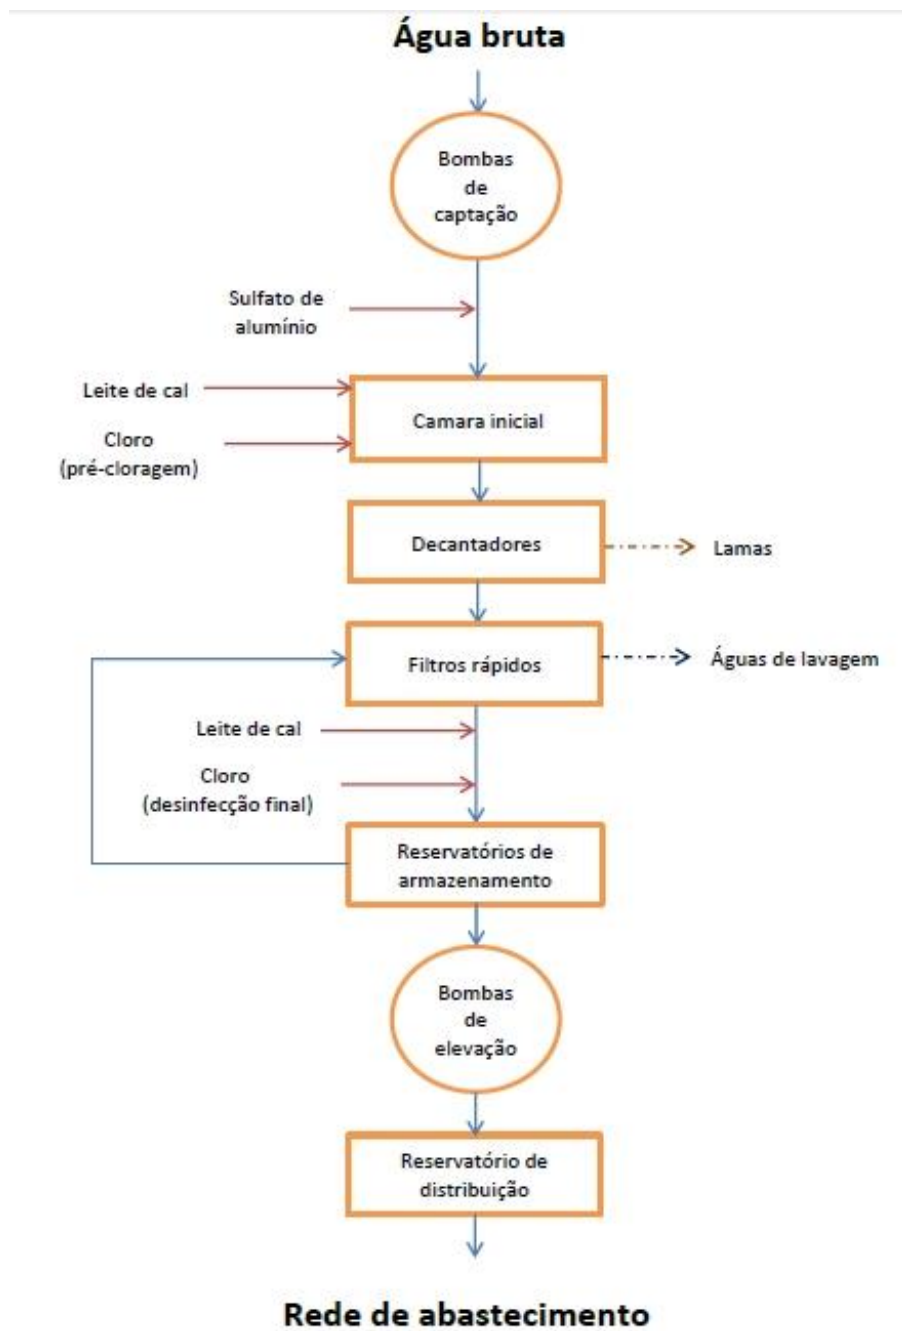 Água bruta
Bombas
de
captação
Sulfato de
alumínio
Leite de cal
Cloro
(pré-cloragem)
Camara inicial
Decantadores
Lamas
Filtros rápidos
Águas de lavagem
Leite de cal
Cloro
(desinfecção final)
Reservatórios de
armazenamento
Bombas
de
elevação
Reservatório de
distribuição
Rede de abastecimento